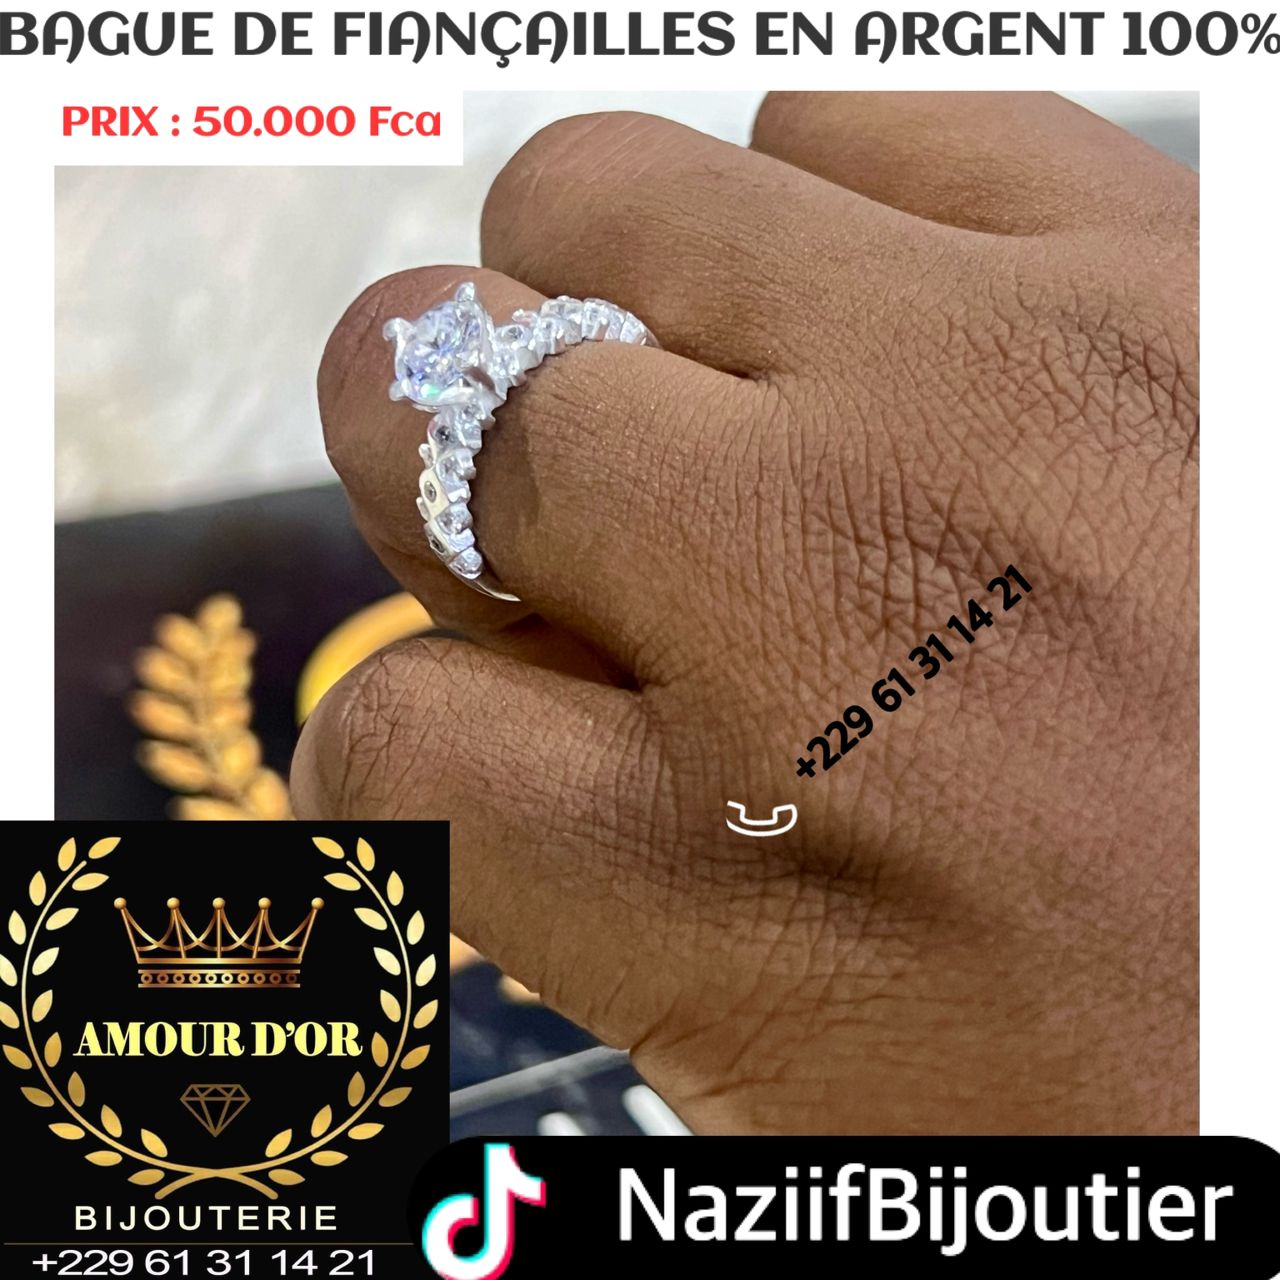 BAGUE DE FIANÇAILLES EN ARGENT 100%
PRIX : 50.000 Fca
+229 61 31 14 21
AMOUR D'OR
BIJOUTERIE
+229 61 31 14 21
NaziifBijoutier